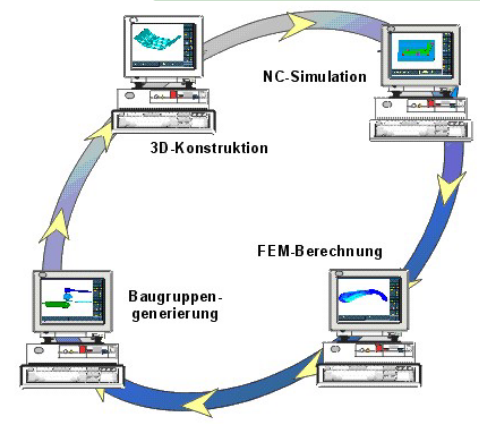 NC-Simulation
3D-Konstruktion
FEM-Berechnung
Baugruppen-
generierung